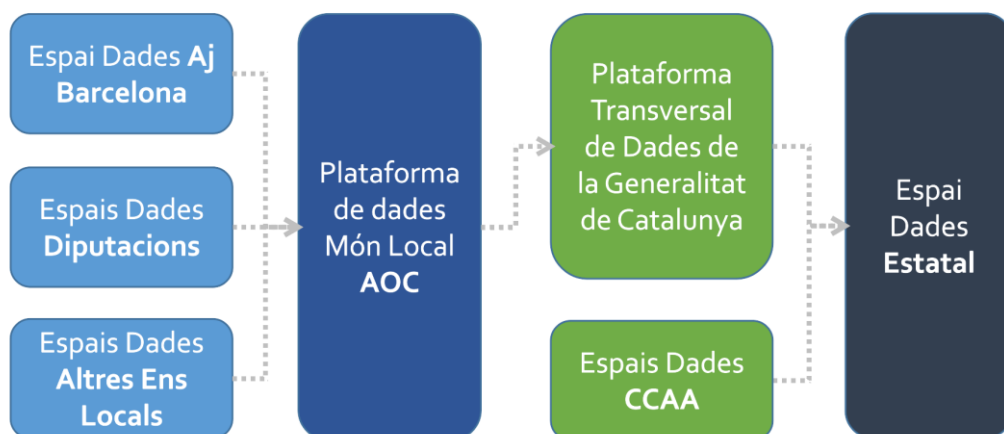 Espai Dades Aj
Barcelona
Espais Dades
Diputacions
Espais Dades
Altres Ens
Locals
Plataforma
de dades
Món Local
AOC
Plataforma
Transversal
de Dades de
la Generalitat
de Catalunya
Espais Dades
CCAA
Espai
Dades
Estatal